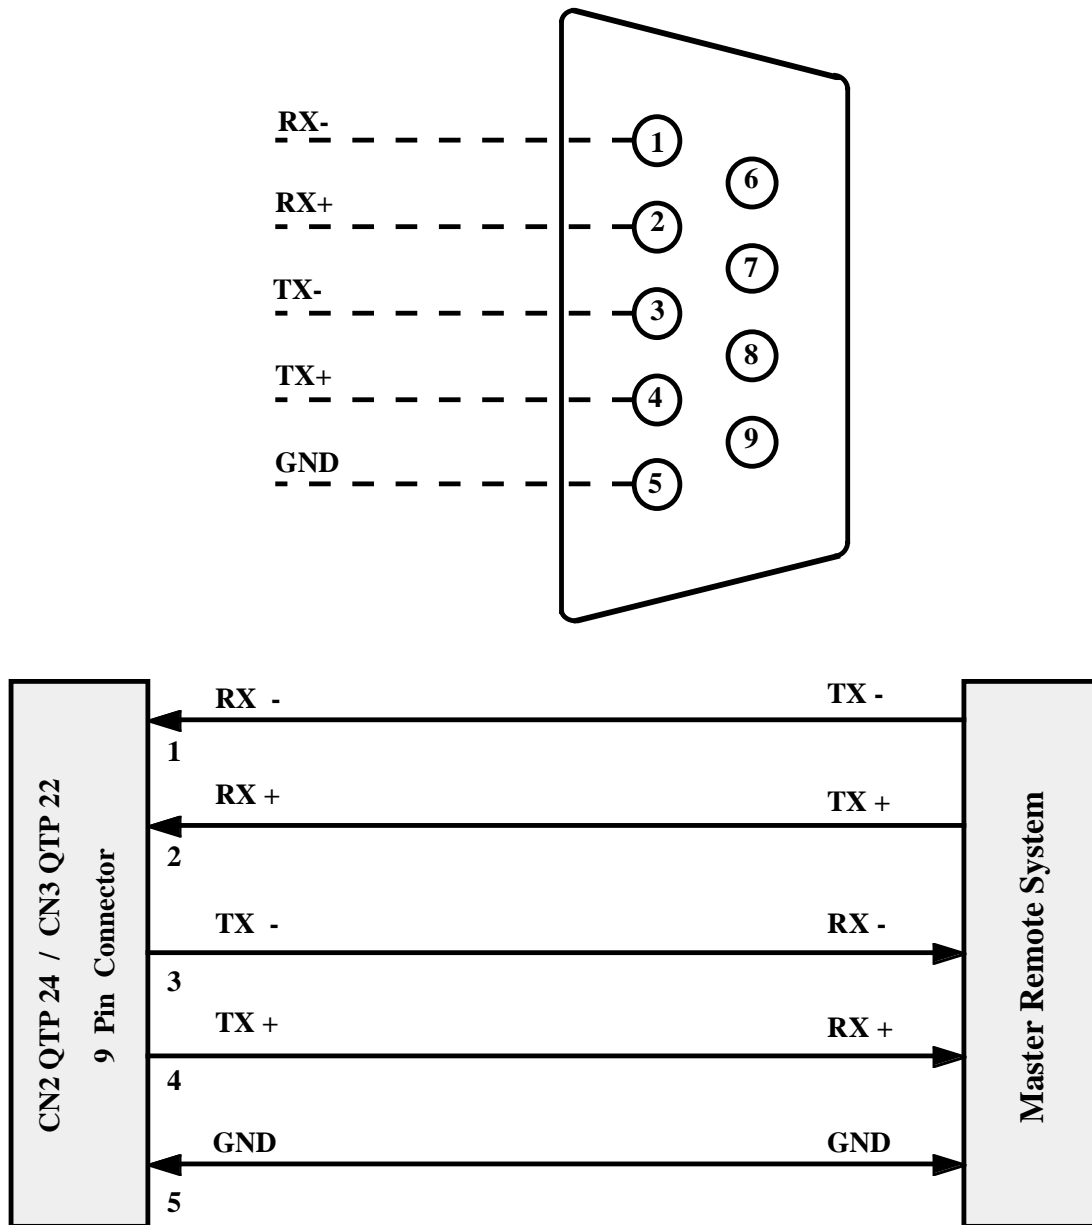 RX-
1
6
RX+
2
7
TX-
3
8
TX+
4
9
GND
5
CN2 QTP 24 / CN3 QTP 22
9 Pin Connector
RX -
TX -
1
RX +
TX +
2
TX -
RX -
3
TX +
RX +
4
GND
GND
5
Master Remote System